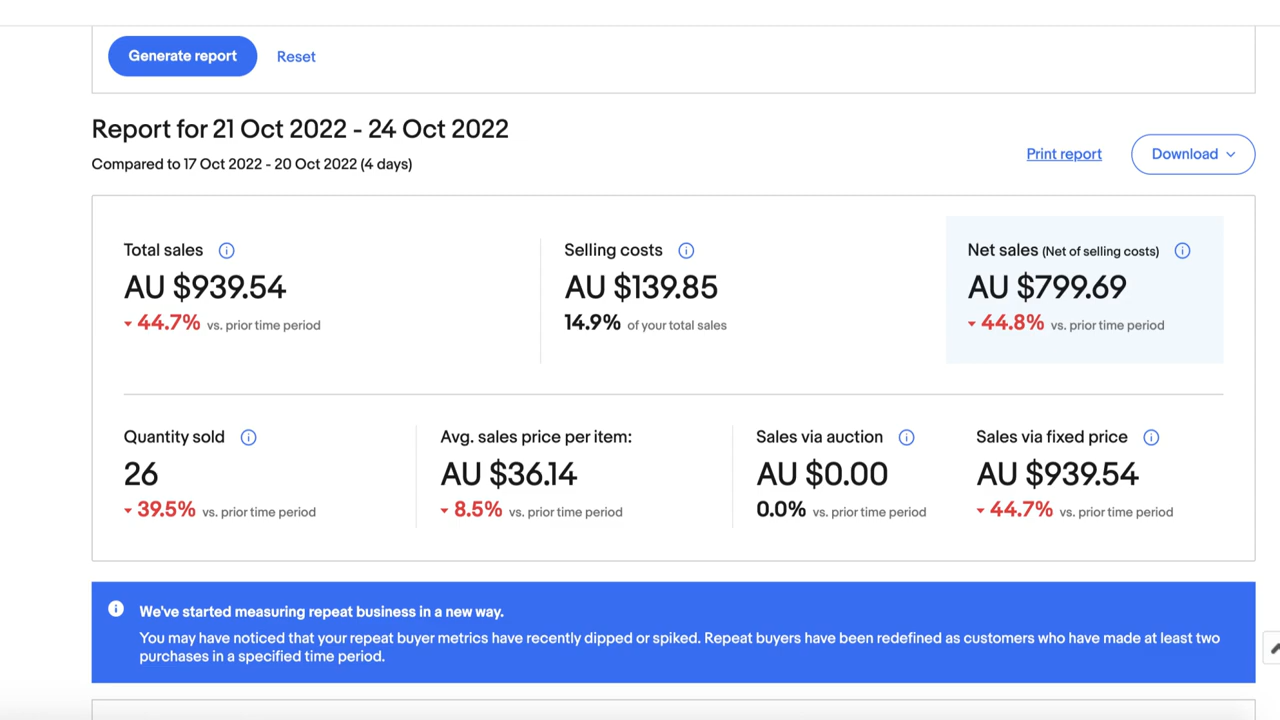 Generate report Reset
Report for 21 Oct 2022 - 24 Oct 2022
Compared to 17 Oct 2022 - 20 Oct 2022 (4 days)
Print report Download
Total sales
AU $939.54
44.7% vs. prior time period
Selling costs
AU $139.85
14.9% of your total sales
Net sales (Net of selling costs)
AU $799.69
44.8% vs. prior time period
Quantity sold
26
39.5% vs. prior time period
Avg. sales price per item:
AU $36.14
8.5% vs. prior time period
Sales via auction
AU $0.00
0.0% vs. prior time period
Sales via fixed price
AU $939.54
44.7% vs. prior time period
We've started measuring repeat business in a new way.
You may have noticed that your repeat buyer metrics have recently dipped or spiked. Repeat buyers have been redefined as customers who have made at least two
purchases in a specified time period.